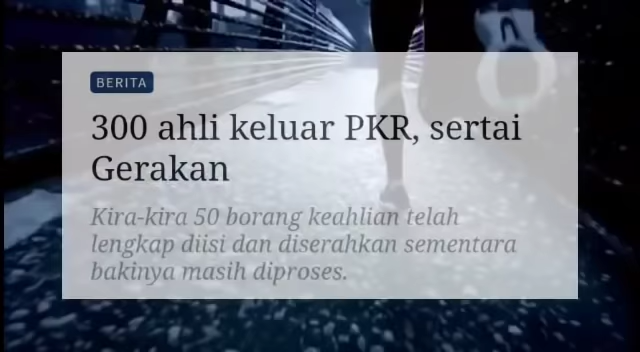 BERITA
300 ahli keluar PKR, sertai
Gerakan
Kira-kira 50 borang keahlian telah
lengkap diisi dan diserahkan sementara
bakinya masih diproses.